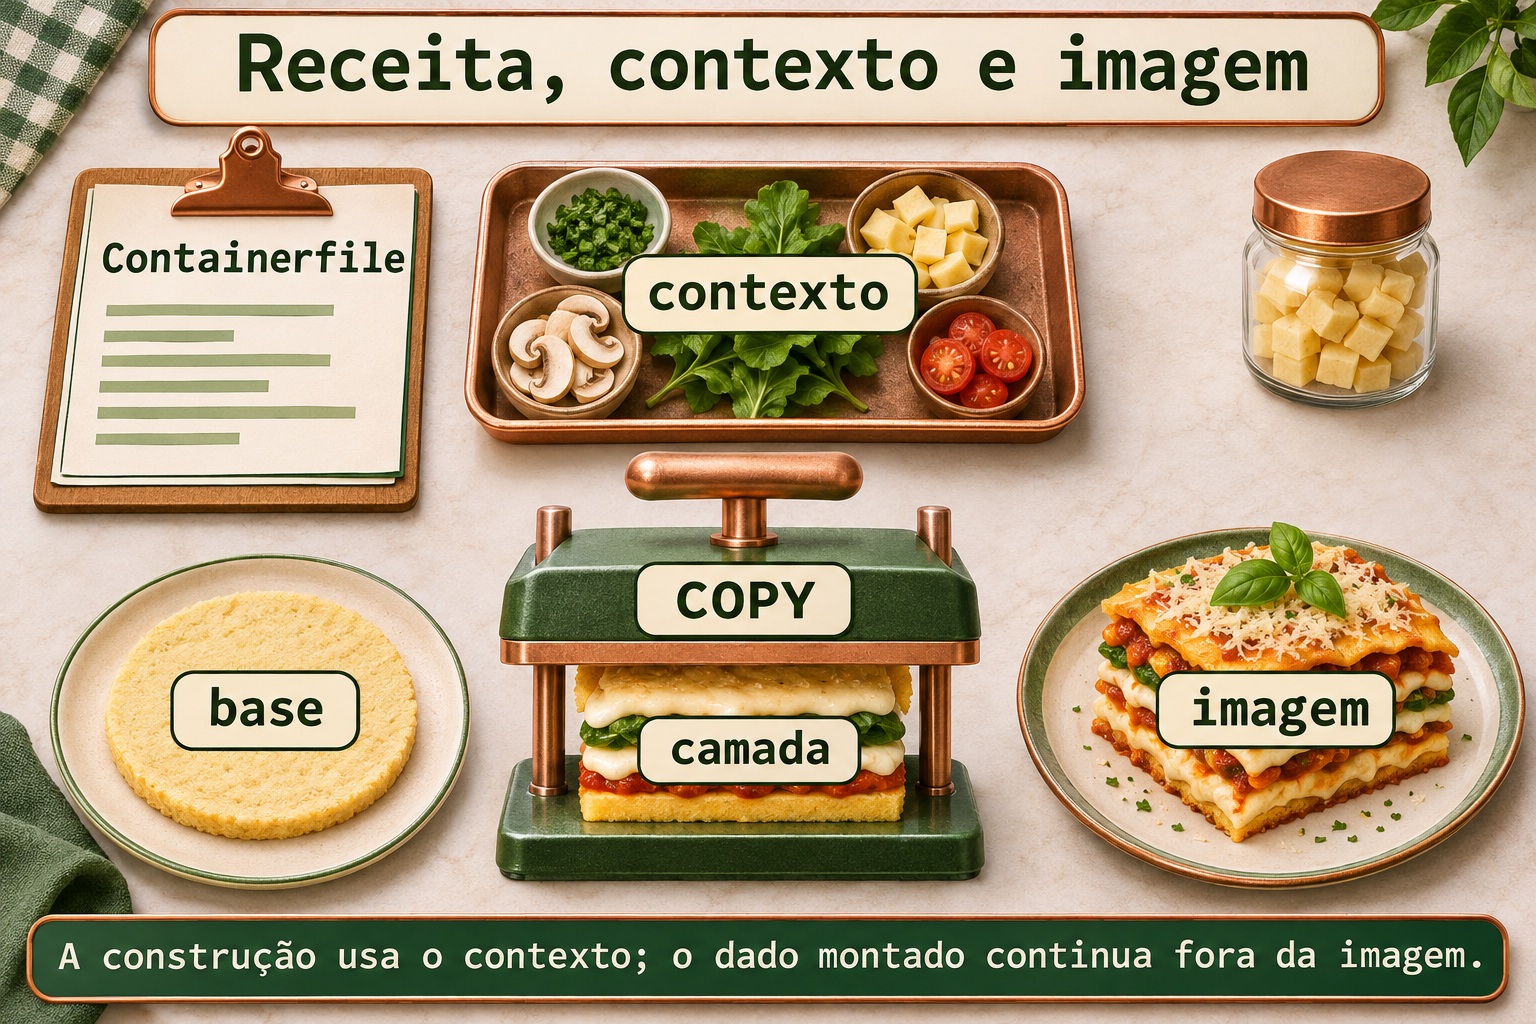 Receita, contexto e imagem
Containerfile
contexto
COPY
base
camada
imagem
A construção usa o contexto; o dado montado continua fora da imagem.